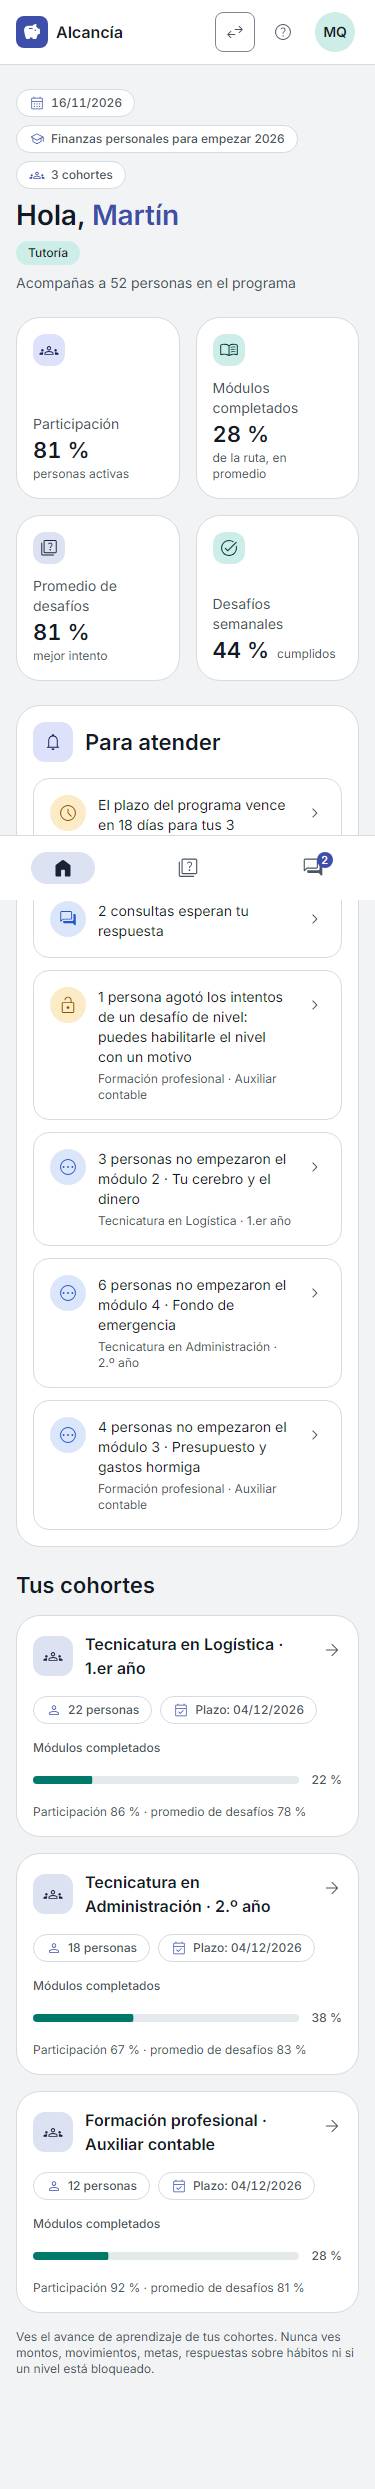 Alcancía
MQ
16/11/2026
Finanzas personales para empezar 2026
3 cohortes
Hola, Martín
Tutoría
Acompañas a 52 personas en el programa
Participación
81 %
personas activas
Módulos
completados
28 %
de la ruta, en
promedio
Promedio de
desafíos
81 %
mejor intento
Desafíos
semanales
44 % cumplidos
Para atender
El plazo del programa vence
en 18 días para tus 3
2
2 consultas esperan tu
respuesta
1 persona agotó los intentos
de un desafío de nivel:
puedes habilitarle el nivel
con un motivo
Formación profesional · Auxiliar
contable
3 personas no empezaron el
módulo 2 · Tu cerebro y el
dinero
Tecnicatura en Logística · 1.er año
6 personas no empezaron el
módulo 4 · Fondo de
emergencia
Tecnicatura en Administración ·
2.º año
4 personas no empezaron el
módulo 3 · Presupuesto y
gastos hormiga
Formación profesional · Auxiliar
contable
Tus cohortes
Tecnicatura en Logística ·
1.er año
22 personas
Plazo: 04/12/2026
Módulos completados
22 %
Participación 86 % · promedio de desafíos 78 %
Tecnicatura en
Administración · 2.º año
18 personas
Plazo: 04/12/2026
Módulos completados
38 %
Participación 67 % · promedio de desafíos 83 %
Formación profesional ·
Auxiliar contable
12 personas
Plazo: 04/12/2026
Módulos completados
28 %
Participación 92 % · promedio de desafíos 81 %
Ves el avance de aprendizaje de tus cohortes. Nunca ves
montos, movimientos, metas, respuestas sobre hábitos ni si
un nivel está bloqueado.